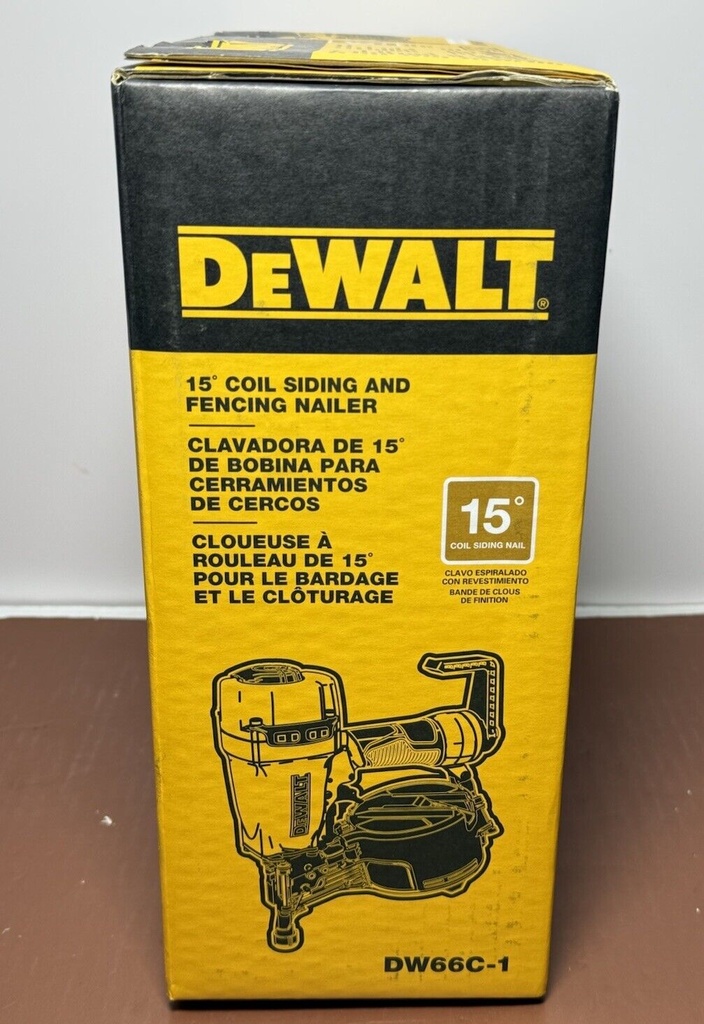 DEWALT®
15° COIL SIDING AND
FENCING NAILER
CLAVADORA DE 15°
DE BOBINA PARA
CERRAMIENTOS
DE CERCOS
CLOUEUSE À
ROULEAU DE 15°
POUR LE BARDAGE
ET LE CLÔTURAGE
15°
COIL SIDING NAIL
CLAVO ESPIRALADO
CON REVESTIMIENTO
BANDE DE CLOUS
DE FINITION
DEWALT
DW66C-1